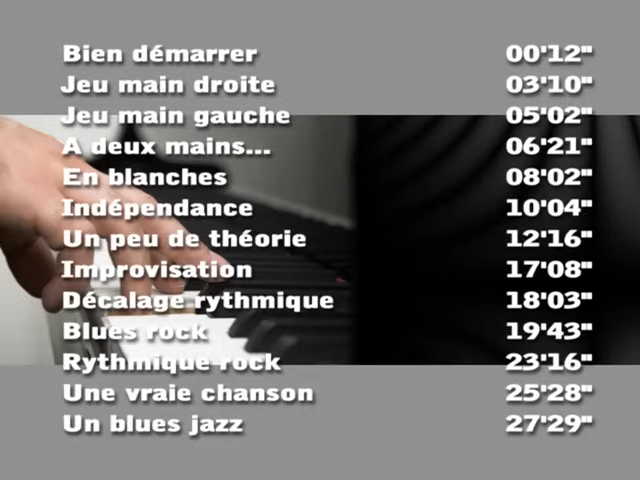 Bien démarrer 00'12"
Jeu main droite 03'10"
Jeu main gauche 05'02"
A deux mains... 06'21"
En blanches 08'02"
Indépendance 10'04"
Un peu de théorie 12'16"
Improvisation 17'08"
Décalage rythmique 18'03"
Blues rock 19'43"
Rythmique rock 23'16"
Une vraie chanson 25'28"
Un blues jazz 27'29"